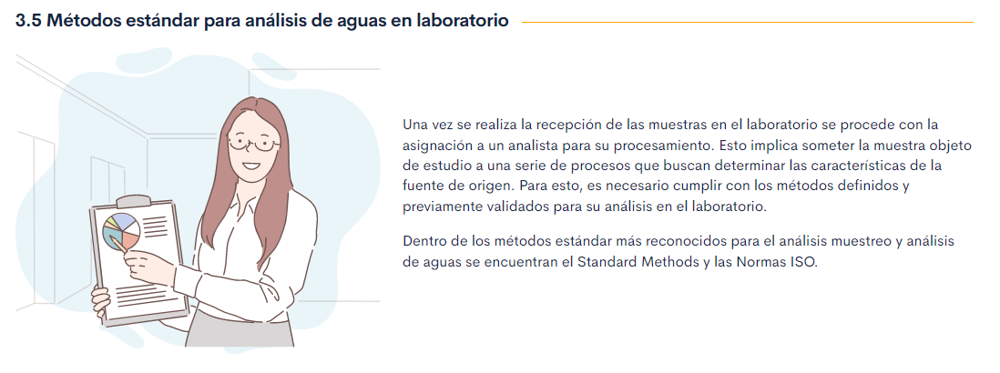 3.5 Métodos estándar para análisis de aguas en laboratorio
Una vez se realiza la recepción de las muestras en el laboratorio se procede con la
asignación a un analista para su procesamiento. Esto implica someter la muestra objeto
de estudio a una serie de procesos que buscan determinar las características de la
fuente de origen. Para esto, es necesario cumplir con los métodos definidos y
previamente validados para su análisis en el laboratorio.
Dentro de los métodos estándar más reconocidos para el análisis muestreo y análisis
de aguas se encuentran el Standard Methods y las Normas ISO.